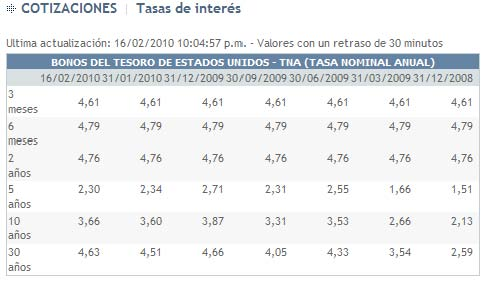 COTIZACIONES | Tasas de interés
Ultima actualización: 16/02/2010 10:04:57 p.m. - Valores con un retraso de 30 minutos
BONOS DEL TESORO DE ESTADOS UNIDOS - TNA (TASA NOMINAL ANUAL)
16/02/2010 31/01/2010 31/12/2009 30/09/2009 30/06/2009 31/03/2009 31/12/2008
3 meses 4,61 4,61 4,61 4,61 4,61 4,61 4,61
6 meses 4,79 4,79 4,79 4,79 4,79 4,79 4,79
2 años 4,76 4,76 4,76 4,76 4,76 4,76 4,76
5 años 2,30 2,34 2,71 2,31 2,55 1,66 1,51
10 años 3,66 3,60 3,87 3,31 3,53 2,66 2,13
30 años 4,63 4,51 4,66 4,05 4,33 3,54 2,59